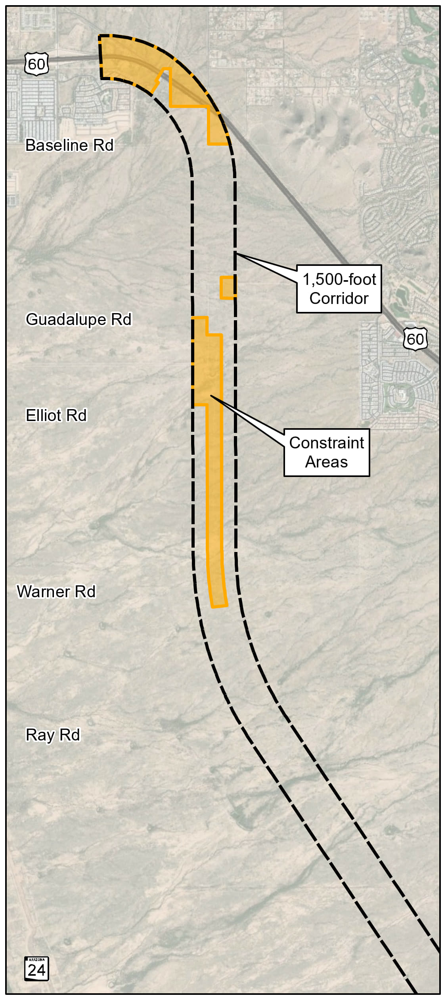 60
Baseline Rd
1,500-foot
Corridor
Guadalupe Rd
60
Elliot Rd
Constraint
Areas
Warner Rd
Ray Rd
ARIZONA
24